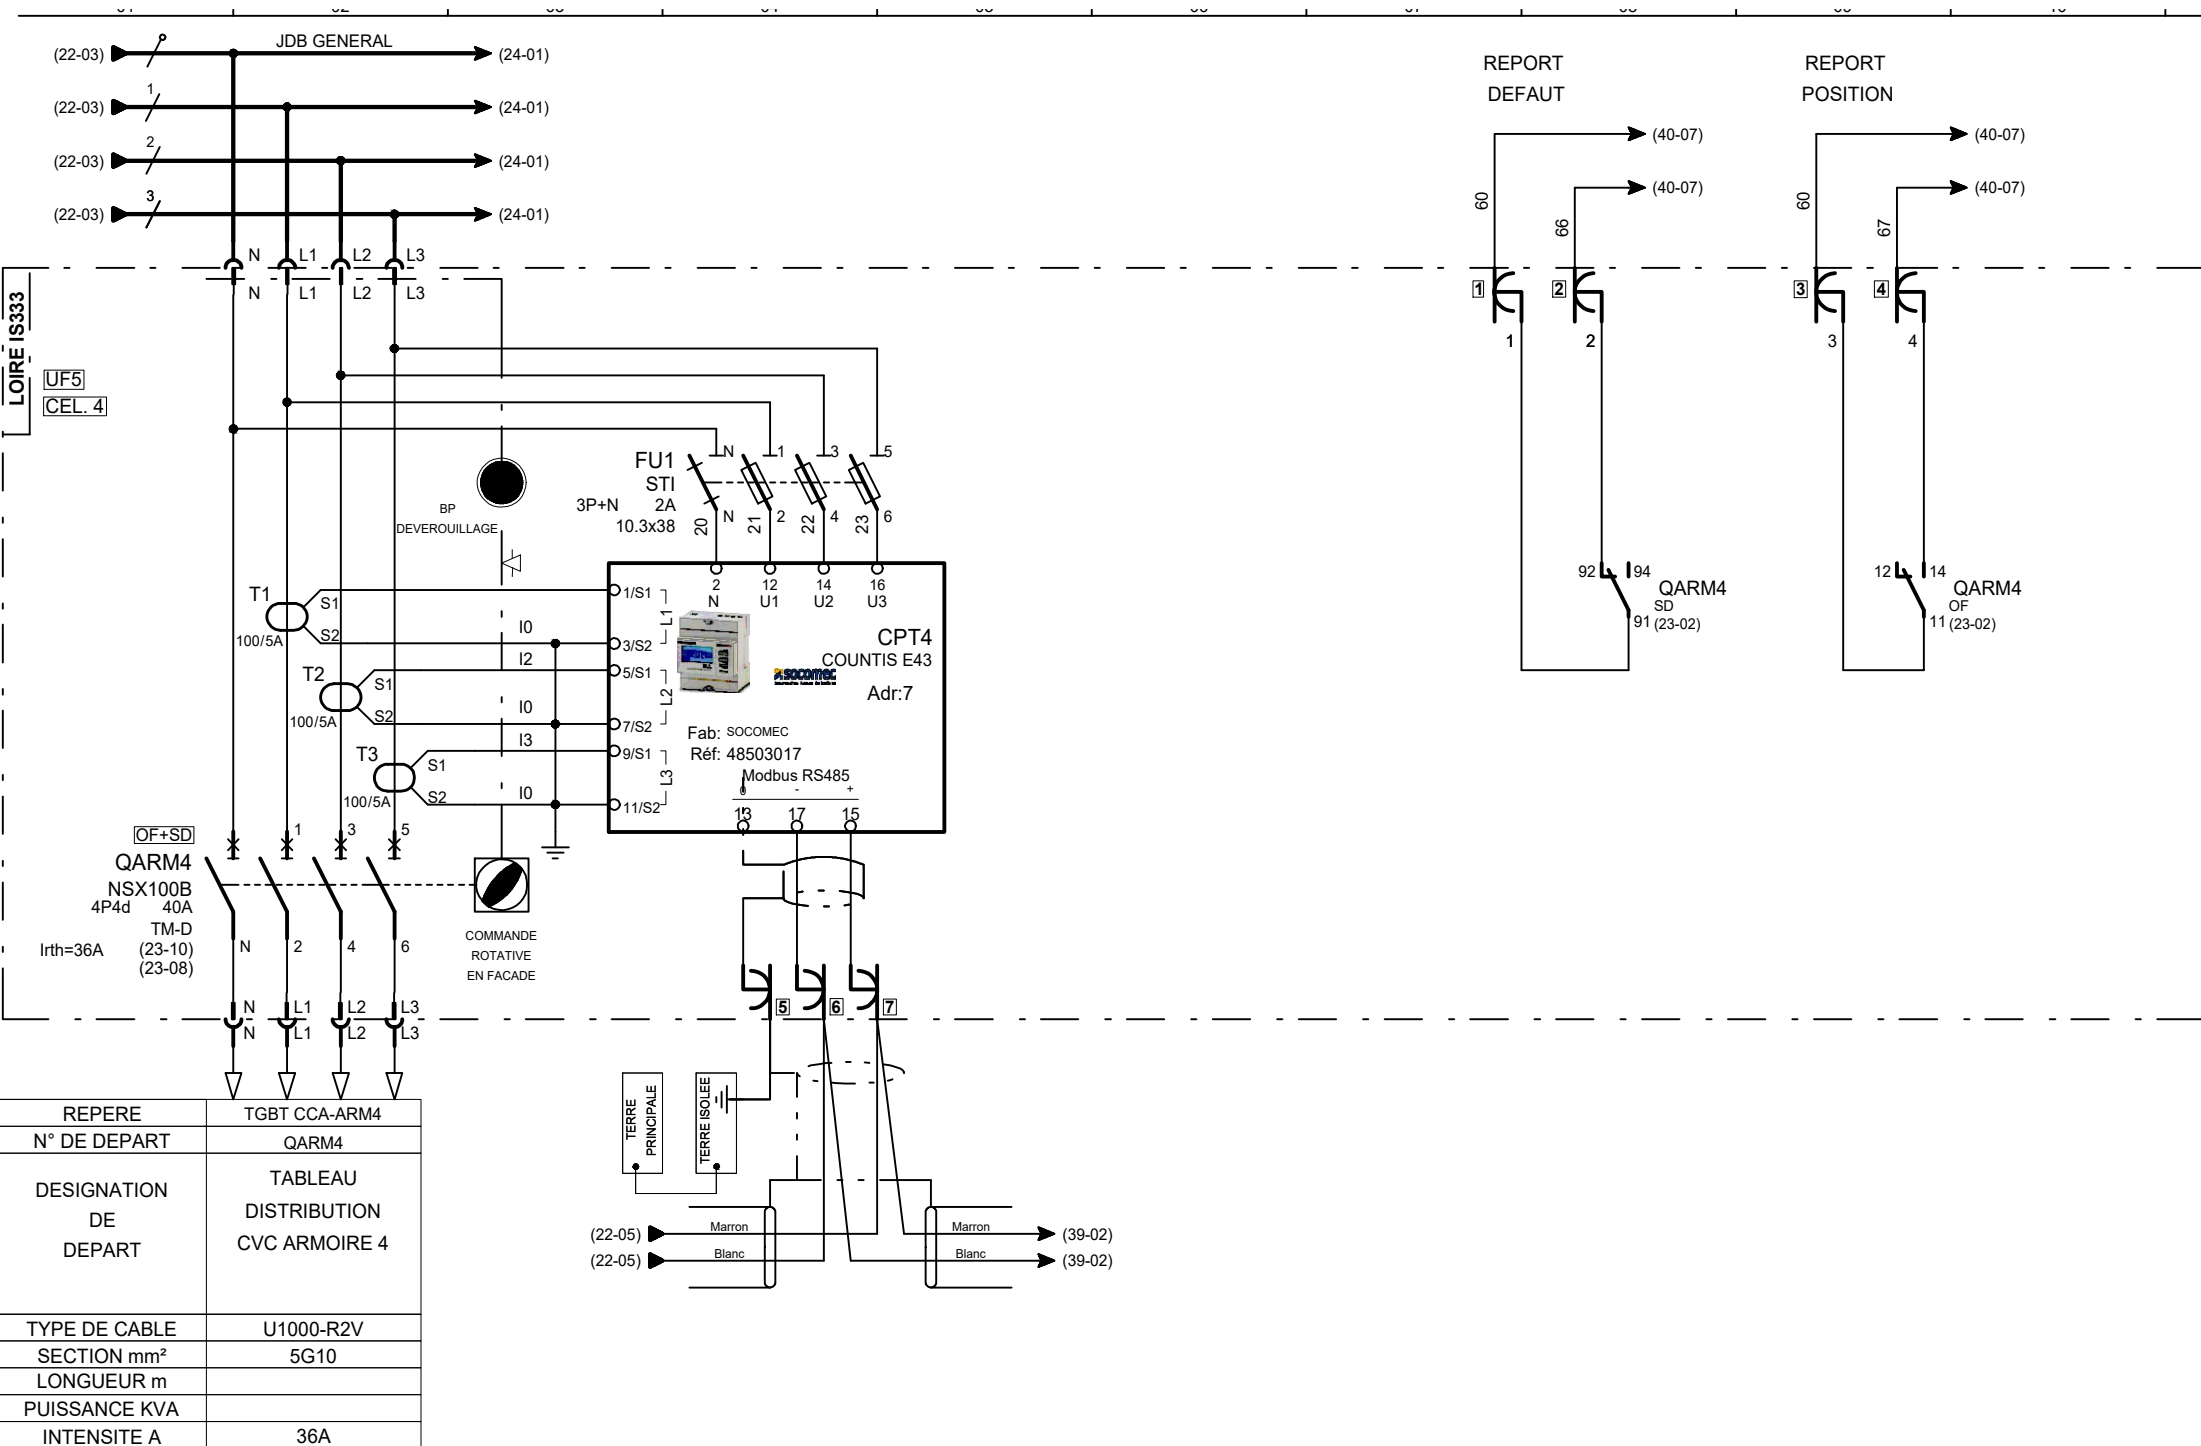 JDB GENERAL
(22-03)
(24-01)
(22-03)
1
(24-01)
(22-03)
2
(24-01)
(22-03)
3
(24-01)
N
L1
L2
L3
N
L1
L2
L3
LOIRE IS333
UF5
CEL. 4
REPORT
DEFAUT
(40-07)
(40-07)
60
66
1
2
1
2
92
94
QARM4
SD
91
(23-02)
REPORT
POSITION
(40-07)
(40-07)
60
67
3
4
3
4
12
14
QARM4
OF
11
(23-02)
BP
DEVEROUILLAGE
FU1
STI
3P+N
2A
10.3x38
N
1
3
5
N
2
4
6
20
21
22
23
2
12
14
16
N
U1
U2
U3
T1
S1
S2
100/5A
T2
S1
S2
100/5A
T3
S1
S2
100/5A
I0
I2
I0
I3
I0
1/S1
3/S2
5/S1
7/S2
9/S1
11/S2
L1
L2
L3
CPT4
COUNTIS E43
Adr:7
socomec
Fab: SOCOMEC
Réf: 48503017
Modbus RS485
0
-
+
13
17
15
OF+SD
QARM4
NSX100B
4P4d
40A
TM-D
Irth=36A
(23-10)
(23-08)
1
3
5
N
2
4
6
COMMANDE
ROTATIVE
EN FACADE
N
L1
L2
L3
N
L1
L2
L3
5
6
7
TERRE
PRINCIPALE
TERRE ISOLEE
(22-05)
Marron
Marron
(39-02)
(22-05)
Blanc
Blanc
(39-02)
REPERE
TGBT CCA-ARM4
N° DE DEPART
QARM4
DESIGNATION
DE
DEPART
TABLEAU
DISTRIBUTION
CVC ARMOIRE 4
TYPE DE CABLE
U1000-R2V
SECTION mm²
5G10
LONGUEUR m
PUISSANCE KVA
INTENSITE A
36A